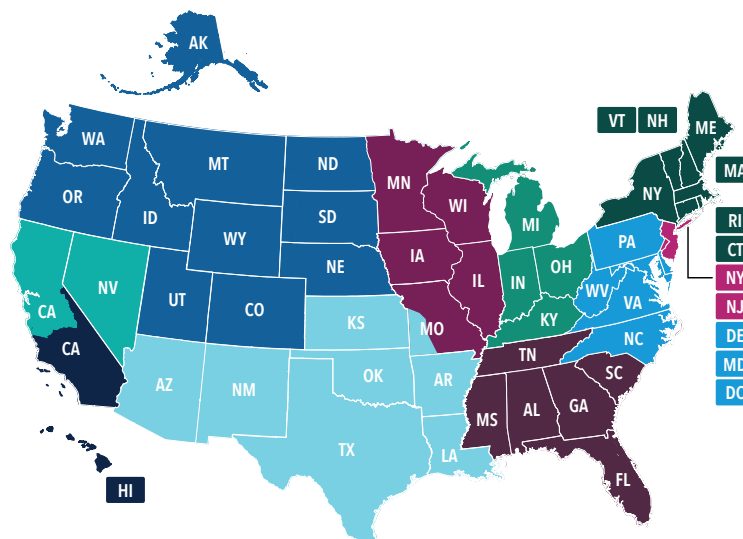 AK
VT NH
ME
WA
MT
ND
MN
MA
OR
ID
SD
WI
MI
NY
RI
WY
PA
CT
NE
IA
IL
IN
OH
NY
CA
NV
UT
CO
WV
VA
NJ
KS
MO
KY
DE
CA
TN
NC
MD
AZ
NM
OK
AR
SC
DC
MS
AL
GA
TX
LA
FL
HI